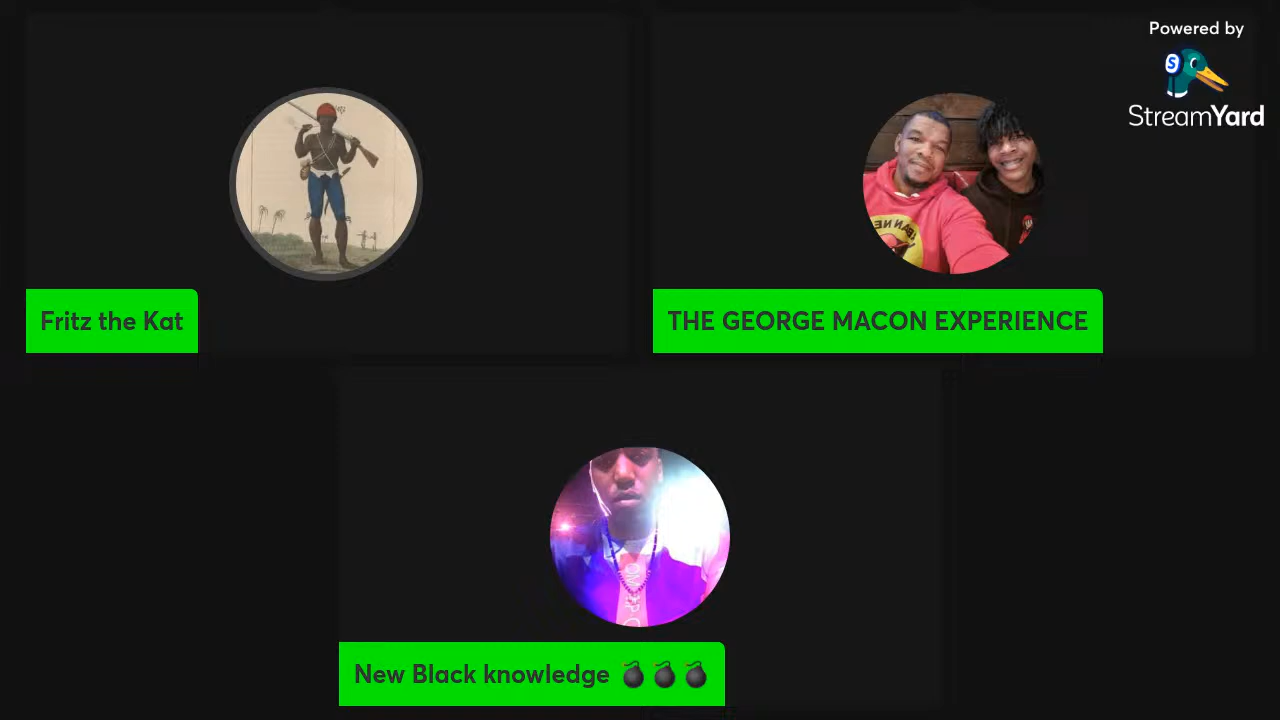 Powered by
StreamYard
Fritz the Kat
THE GEORGE MACON EXPERIENCE
New Black knowledge 💣💣💣